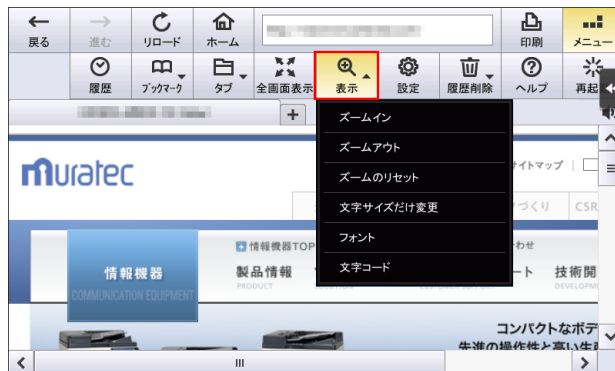 戻る 進む リロード ホーム 印刷 メニュー
履歴 ブックマーク タブ 全画面表示 表示 設定 履歴削除 ヘルプ 再起
+
ズームイン
ズームアウト
ズームのリセット
文字サイズだけ変更
フォント
文字コード
muratec
サイトマップ
づくり CSR
情報機器TOP わせ
情報機器 製品情報 ート 技術開
COMMUNICATION EQUIPMENT PRODUCT DEVELOPM
コンパクトなボデ
先進の操作性と高い生産